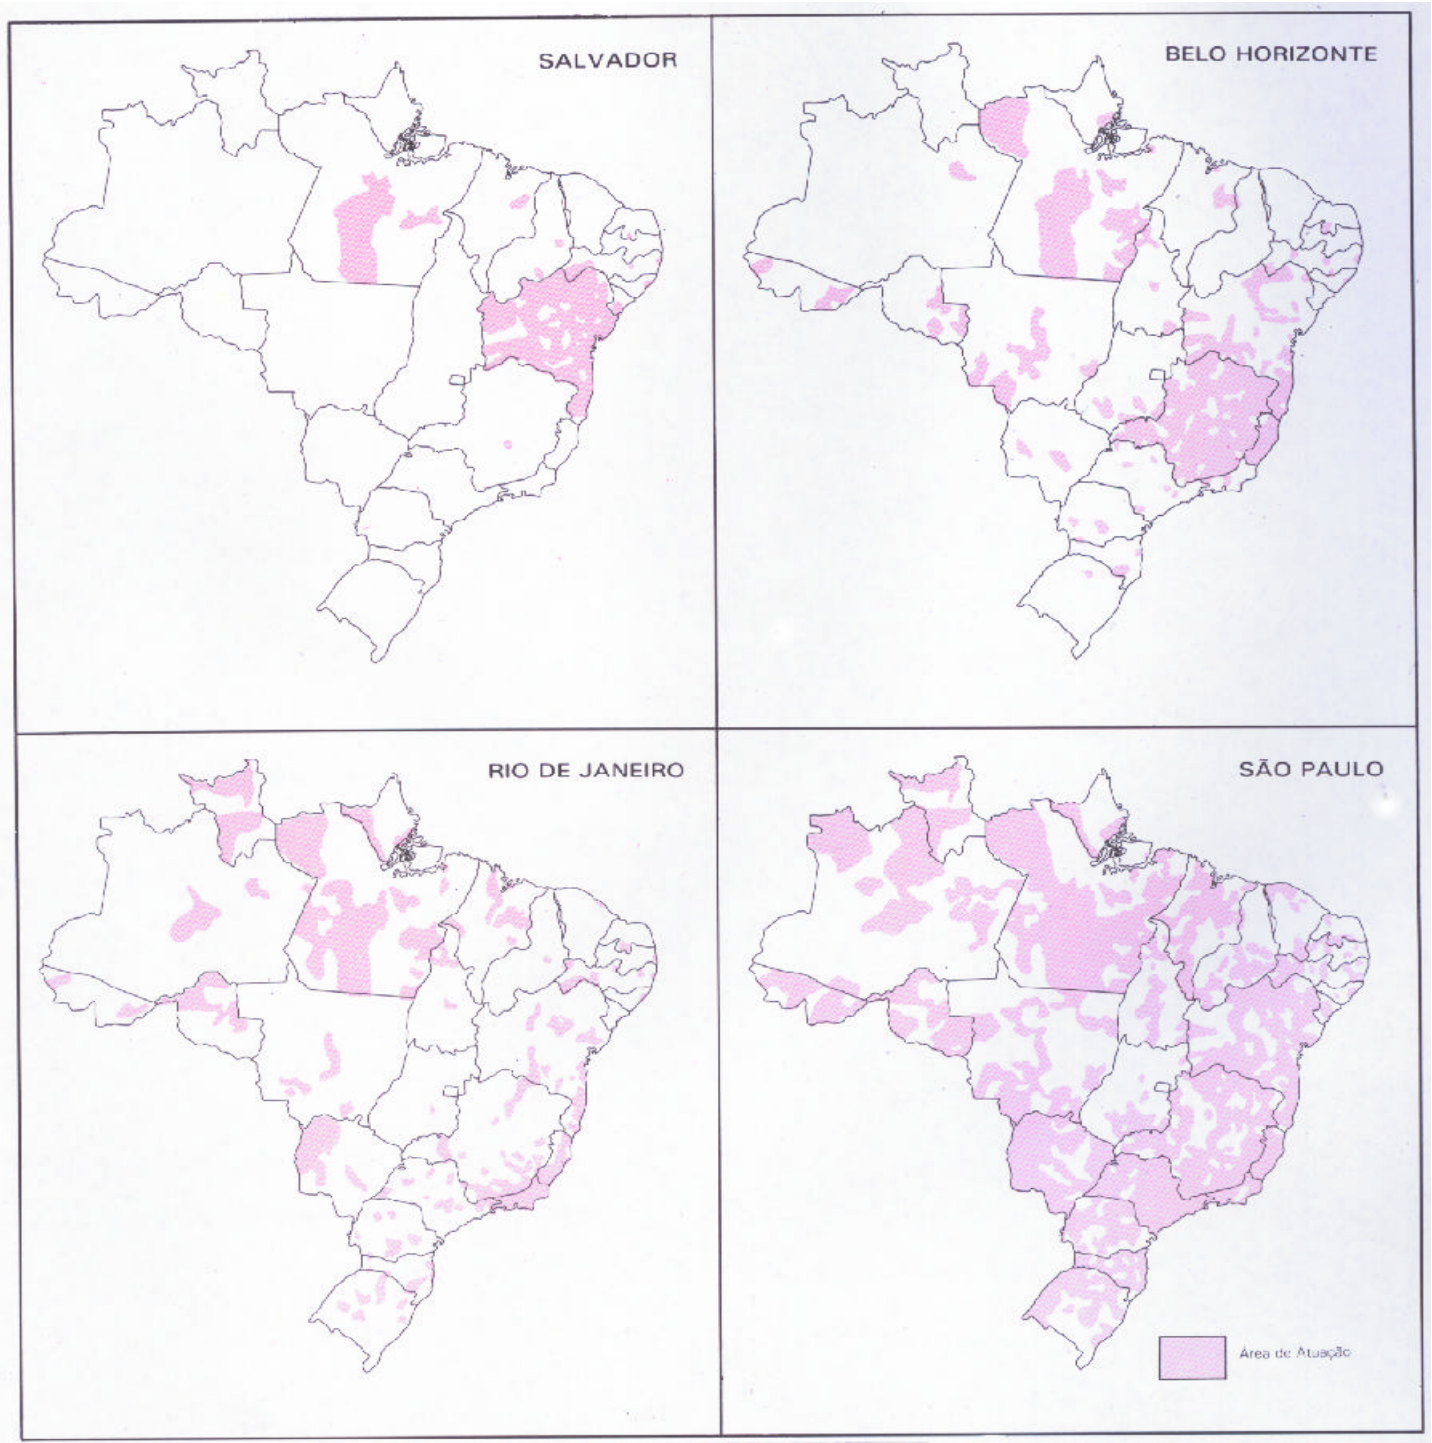 SALVADOR
BELO HORIZONTE
RIO DE JANEIRO
SÃO PAULO
Área de Atuação